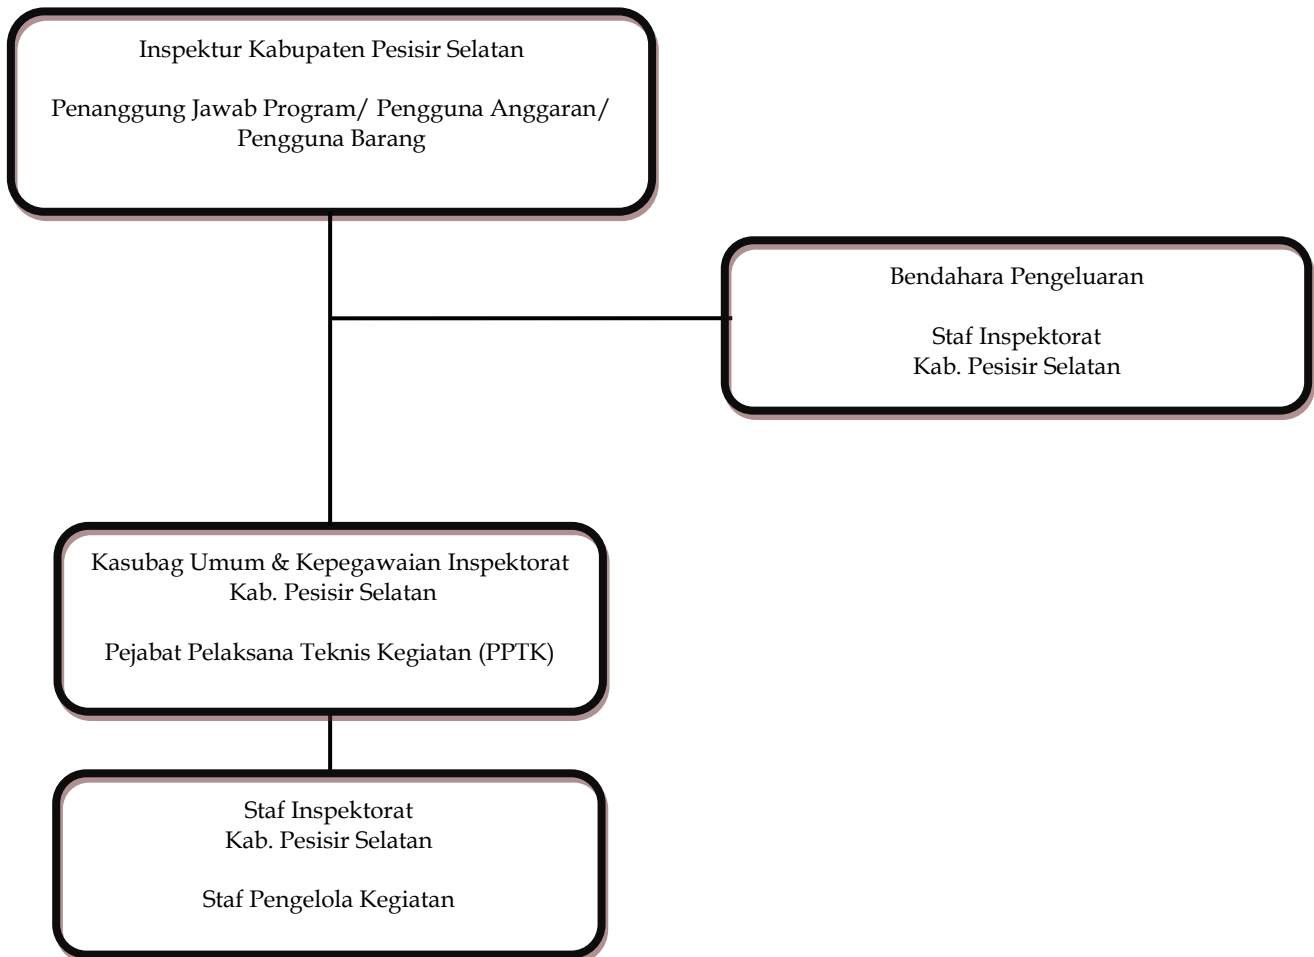 Inspektur Kabupaten Pesisir Selatan
Penanggung Jawab Program/ Pengguna Anggaran/
Pengguna Barang
Bendahara Pengeluaran
Staf Inspektorat
Kab. Pesisir Selatan
Kasubag Umum & Kepegawaian Inspektorat
Kab. Pesisir Selatan
Pejabat Pelaksana Teknis Kegiatan (PPTK)
Staf Inspektorat
Kab. Pesisir Selatan
Staf Pengelola Kegiatan